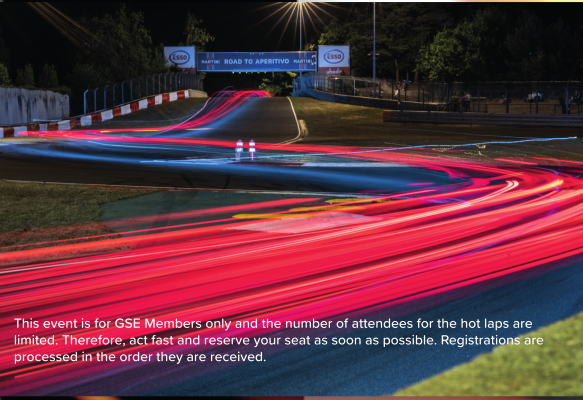 Esso
MARTINI ROAD TO APERITIVO MARTINI
Esso
This event is for GSE Members only and the number of attendees for the hot laps are
limited. Therefore, act fast and reserve your seat as soon as possible. Registrations are
processed in the order they are received.